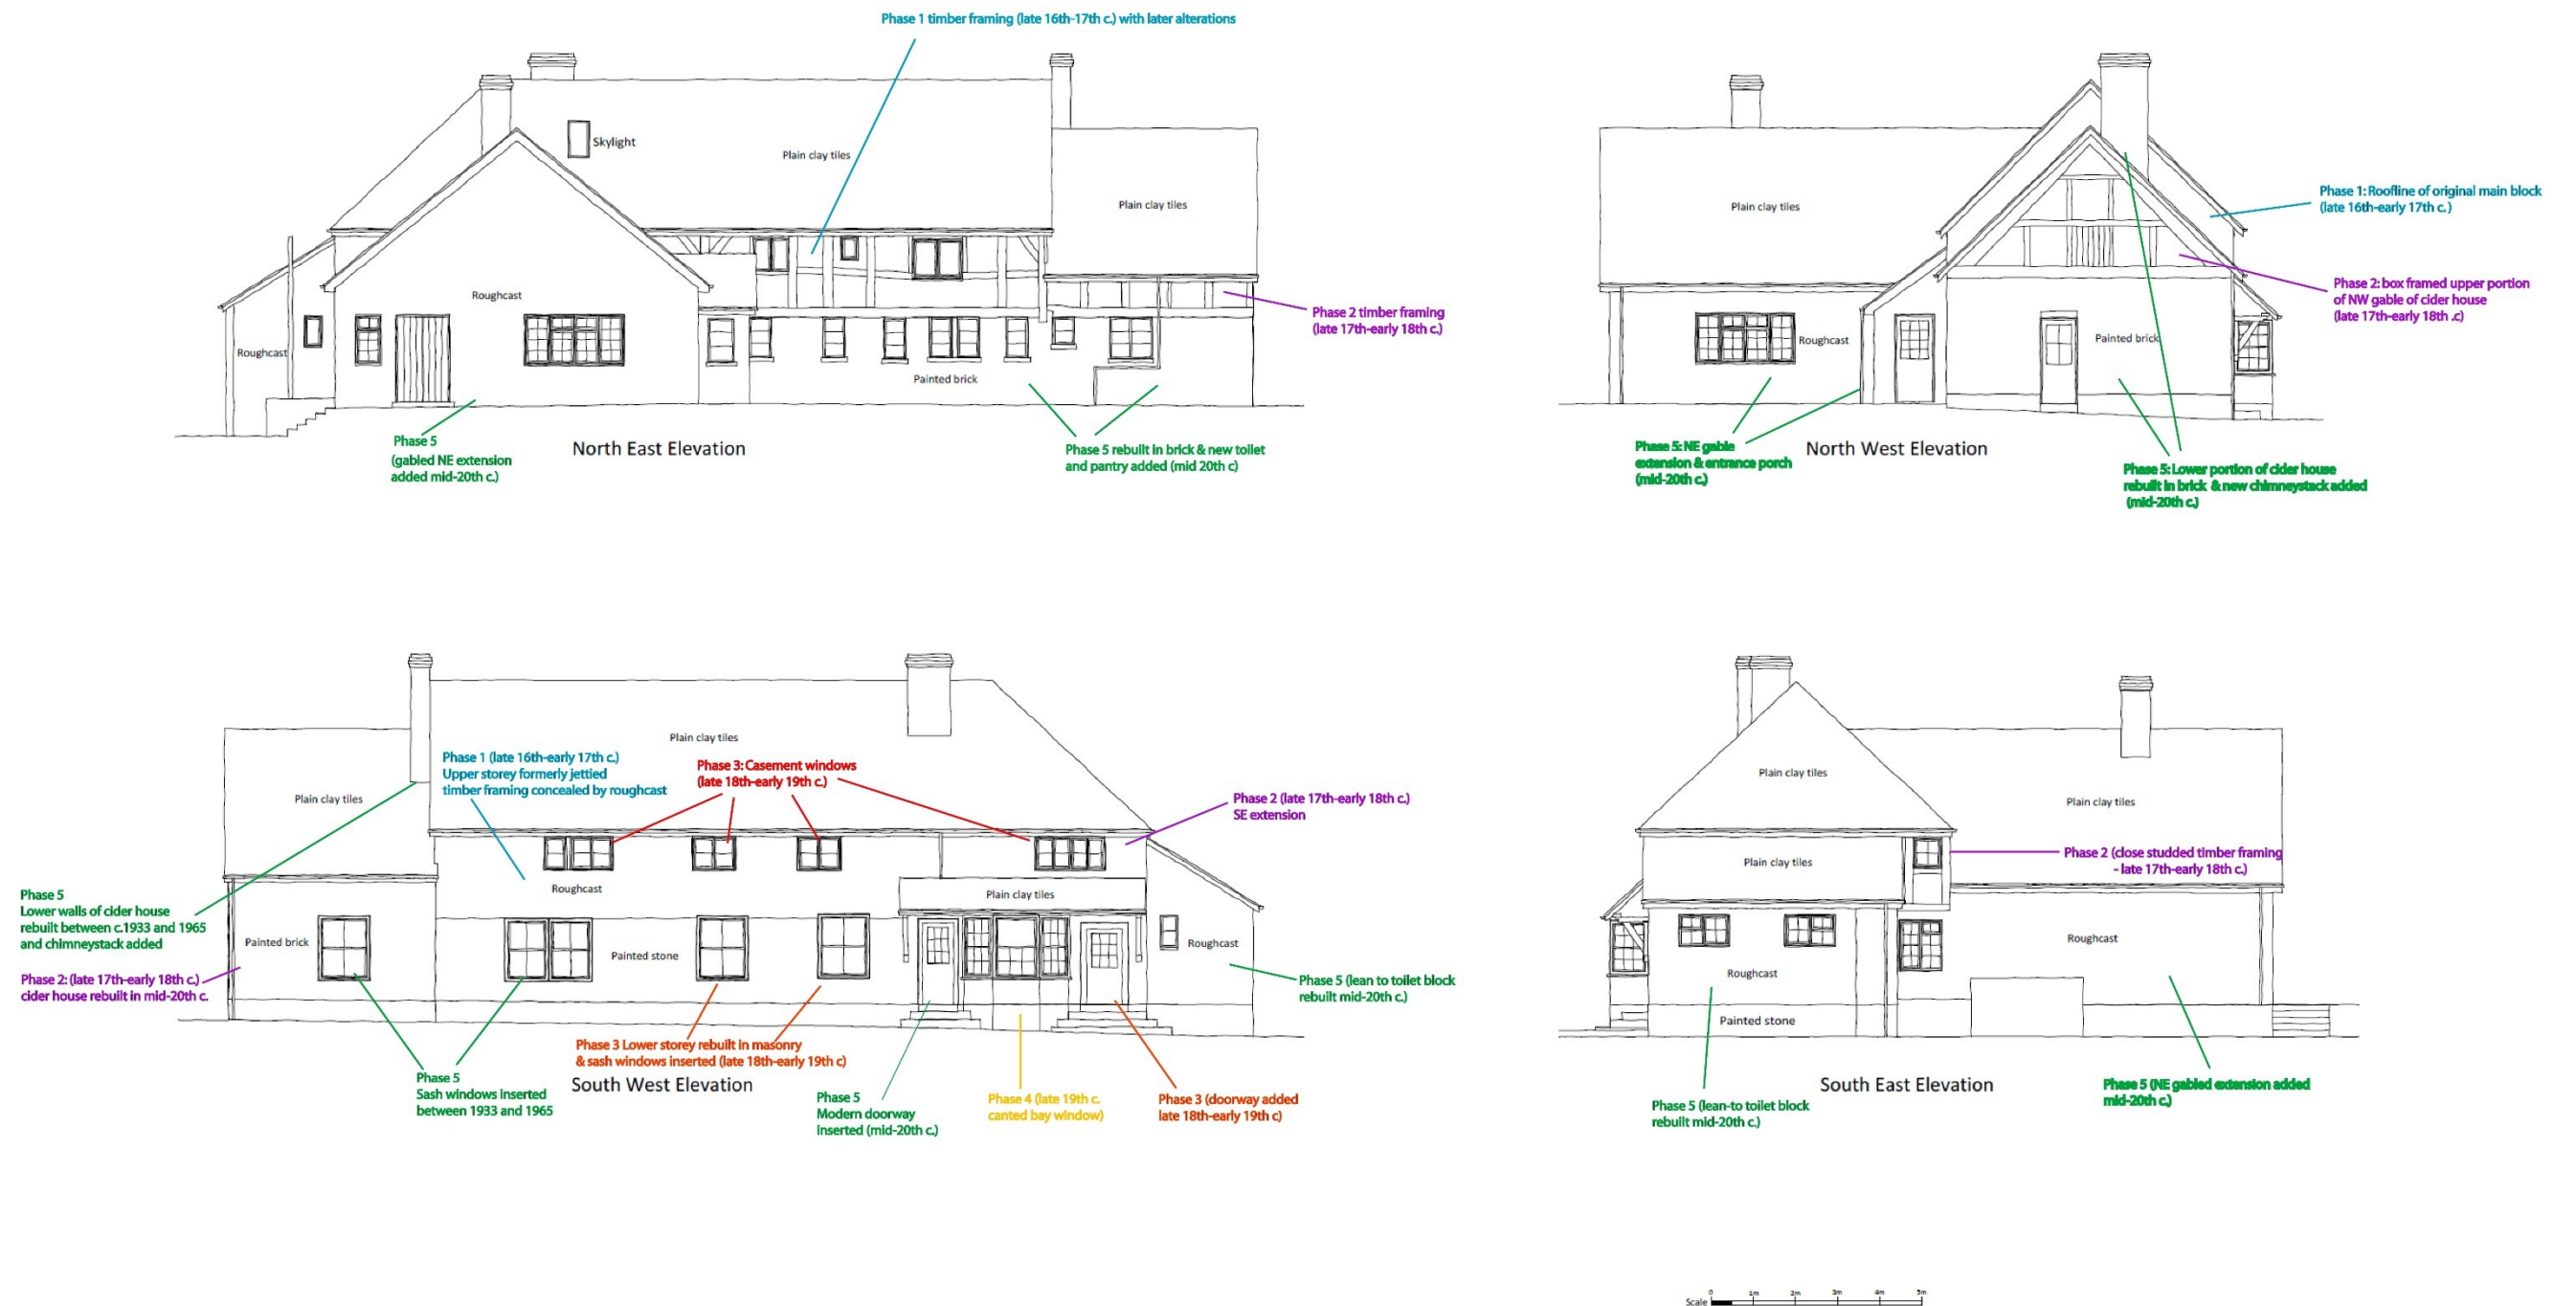 Phase 1 timber framing (late 16th-17th c.) with later alterations
Skylight
Plain clay tiles
Plain clay tiles
Roughcast
Roughcast
Phase 2 timber framing
(late 17th-early 18th c.)
Painted brick
Phase 5
(gabled NE extension
added mid-20th c.)
North East Elevation
Phase 5 rebuilt in brick & new toilet
and pantry added (mid 20th c)
Plain clay tiles
Phase 1: Roofline of original main block
(late 16th-early 17th c.)
Phase 2: box framed upper portion
of NW gable of cider house
(late 17th-early 18th .c)
Roughcast
Painted brick
Phase 5: NE gable
extension & entrance porch
(mid-20th c.)
North West Elevation
Phase 5: Lower portion of cider house
rebuilt in brick & new chimneystack added
(mid-20th c.)
Plain clay tiles
Phase 1 (late 16th-early 17th c.)
Upper storey formerly jettied
timber framing concealed by roughcast
Phase 3: Casement windows
(late 18th-early 19th c.)
Plain clay tiles
Phase 2 (late 17th-early 18th c.)
SE extension
Roughcast
Plain clay tiles
Phase 5
Lower walls of cider house
rebuilt between c.1933 and 1965
and chimneystack added
Painted brick
Painted stone
Roughcast
Phase 2: (late 17th-early 18th c.)
cider house rebuilt in mid-20th c.
Phase 5 (lean to toilet block
rebuilt mid-20th c.)
Phase 3 Lower storey rebuilt in masonry
& sash windows inserted (late 18th-early 19th c)
South West Elevation
Phase 5
Sash windows inserted
between 1933 and 1965
Phase 5
Modern doorway
inserted (mid-20th c.)
Phase 4 (late 19th c.
canted bay window)
Phase 3 (doorway added
late 18th-early 19th c)
Plain clay tiles
Plain clay tiles
Plain clay tiles
Phase 2 (close studded timber framing
- late 17th-early 18th c.)
Roughcast
Roughcast
Painted stone
South East Elevation
Phase 5 (lean-to toilet block
rebuilt mid-20th c.)
Phase 5 (NE gabled extension added
mid-20th c.)
Scale 0 1m 2m 3m 4m 5m